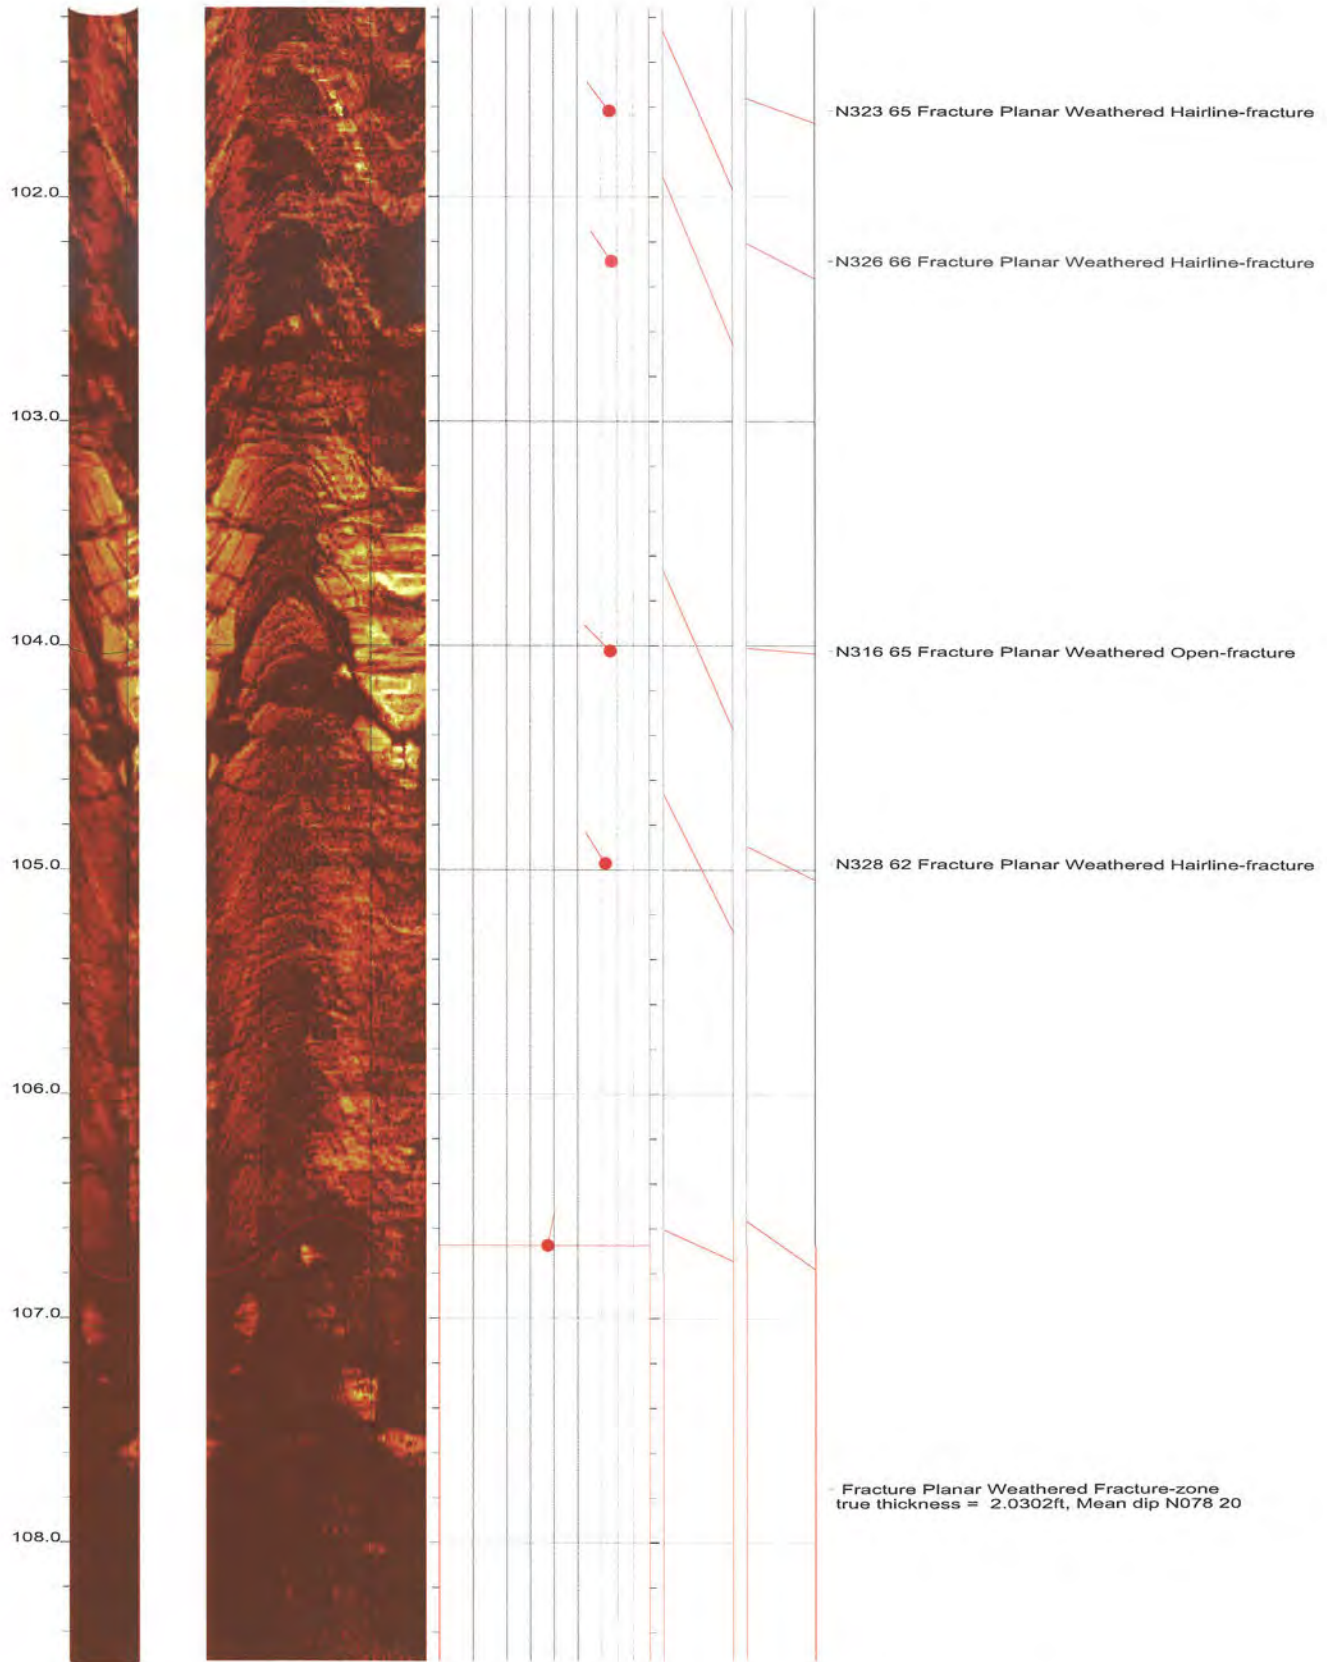 N323 65 Fracture Planar Weathered Hairline-fracture
102.0
N326 66 Fracture Planar Weathered Hairline-fracture
103.0
104.0
N316 65 Fracture Planar Weathered Open-fracture
105.0
N328 62 Fracture Planar Weathered Hairline-fracture
106.0
107.0
Fracture Planar Weathered Fracture-zone
true thickness = 2.0302ft, Mean dip N078 20
108.0